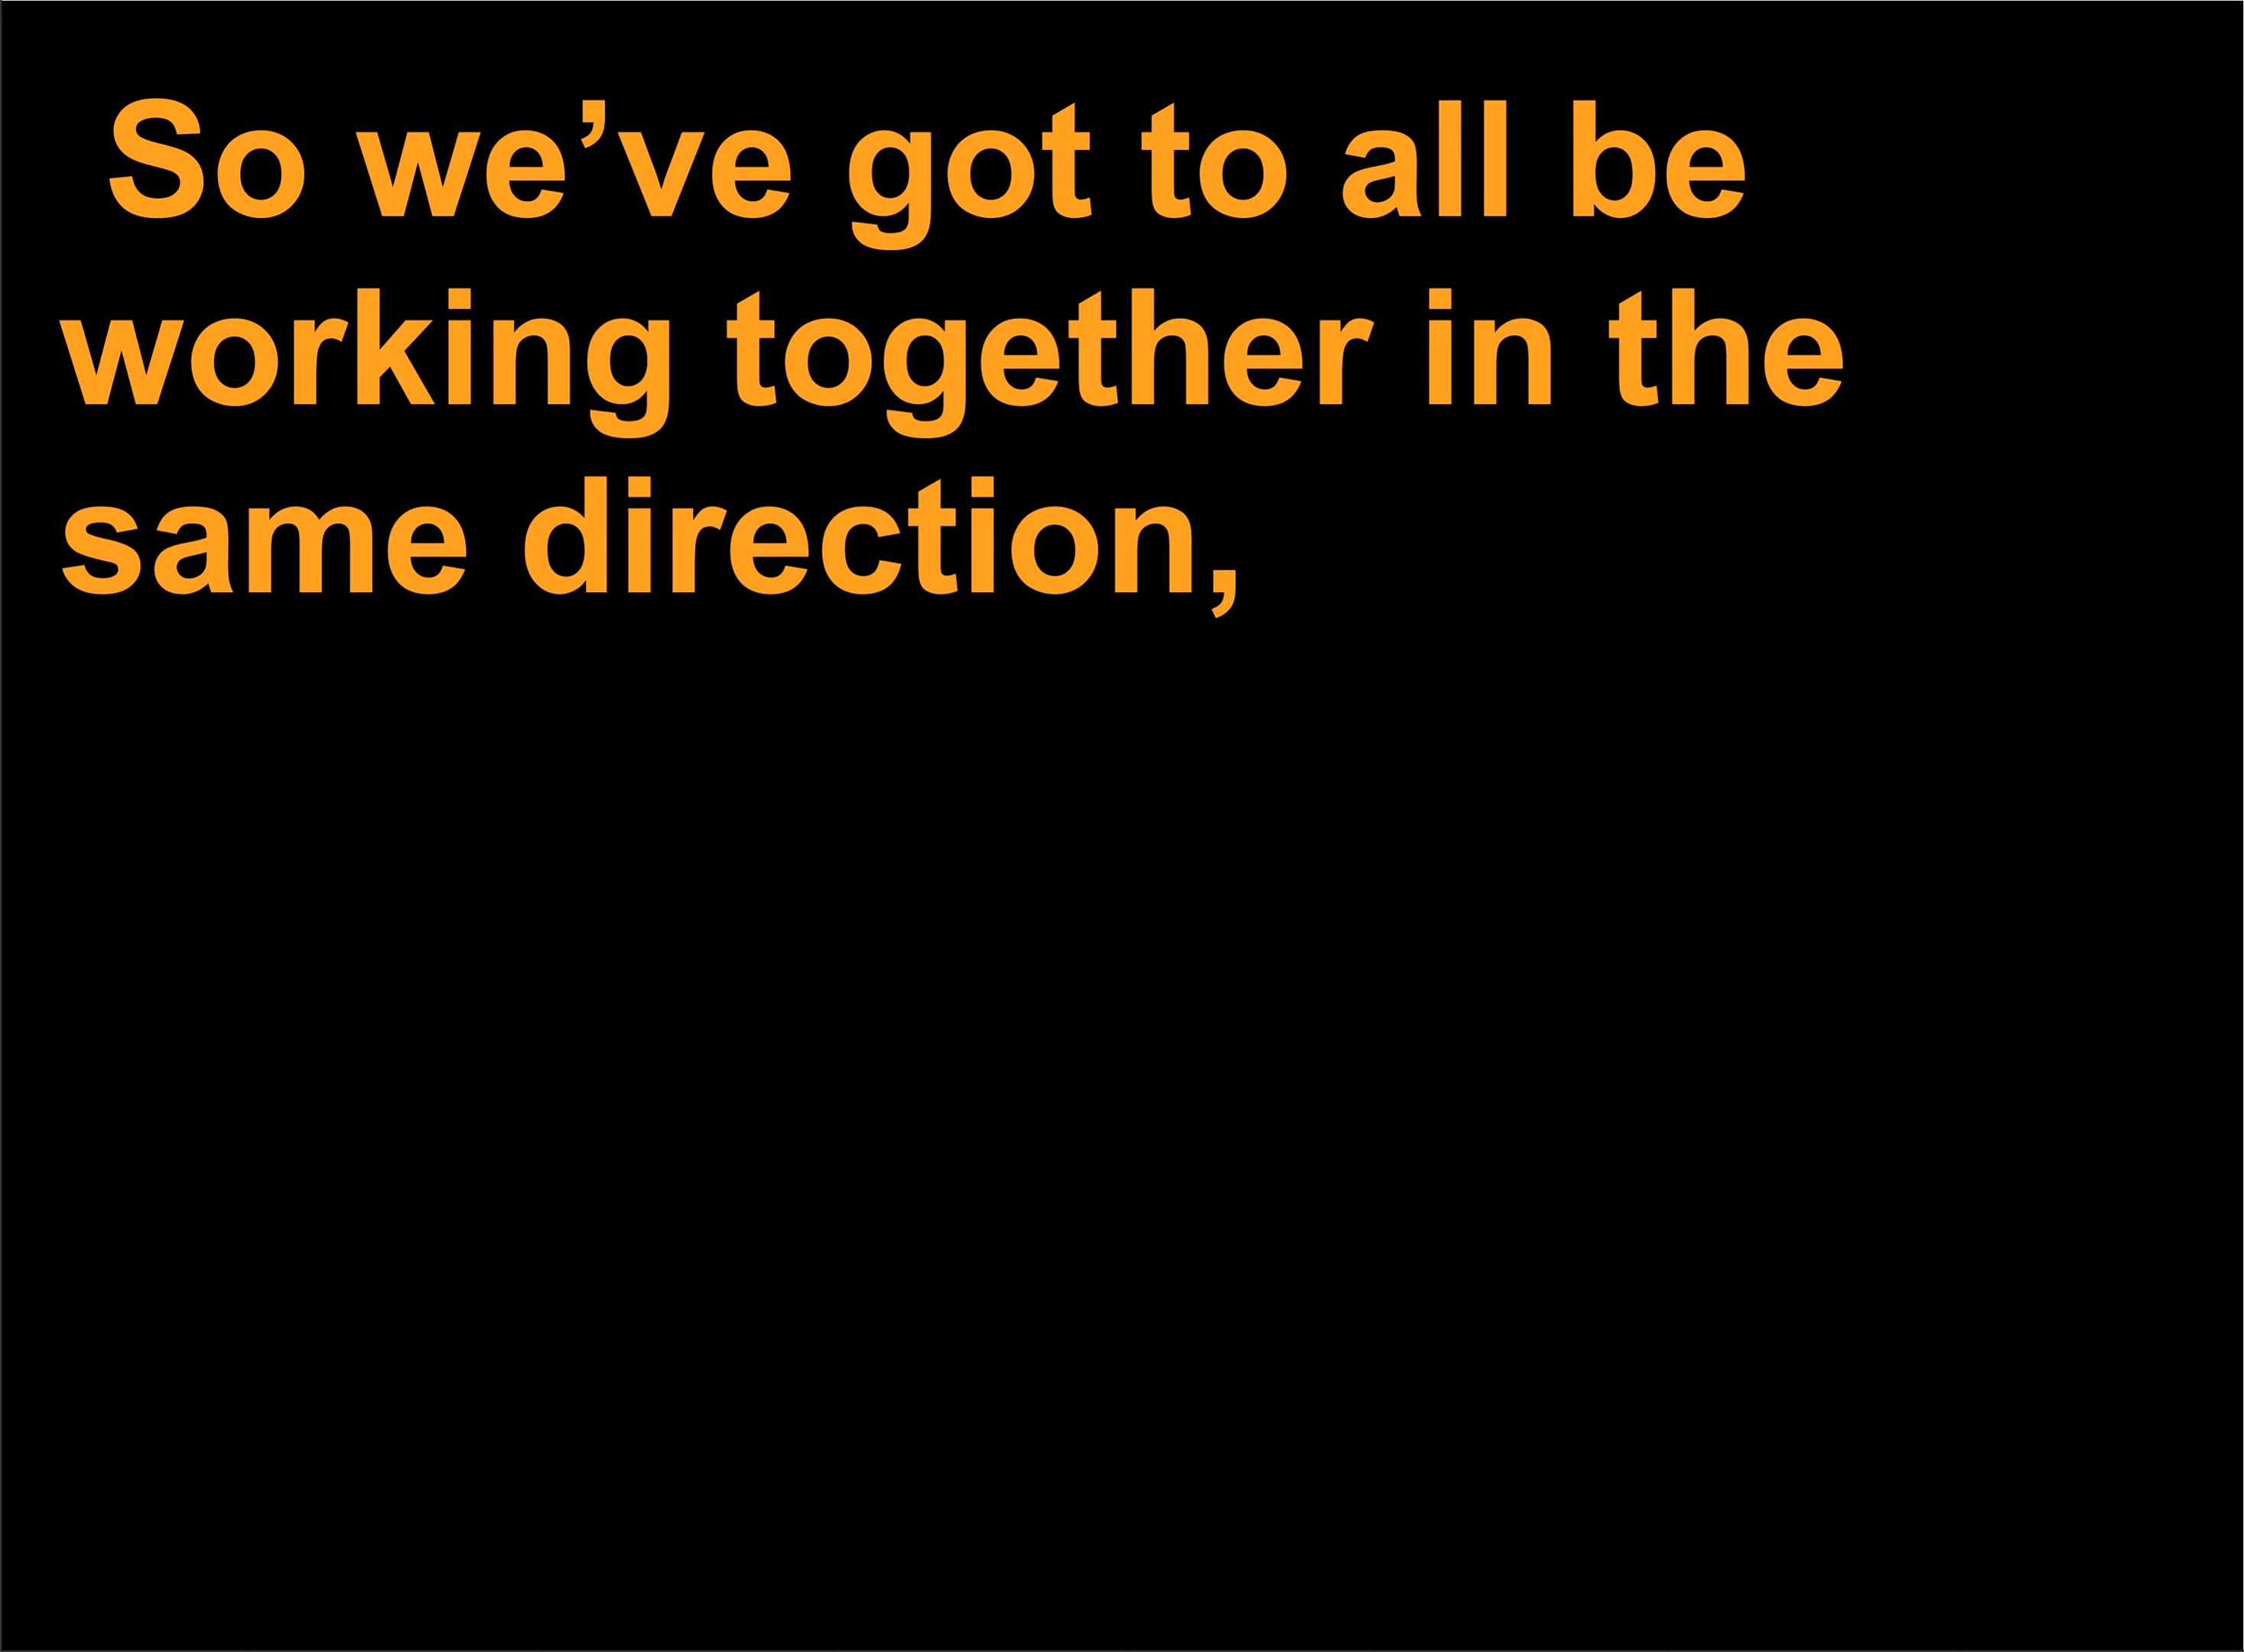 So we’ve got to all be
working together in the
same direction,